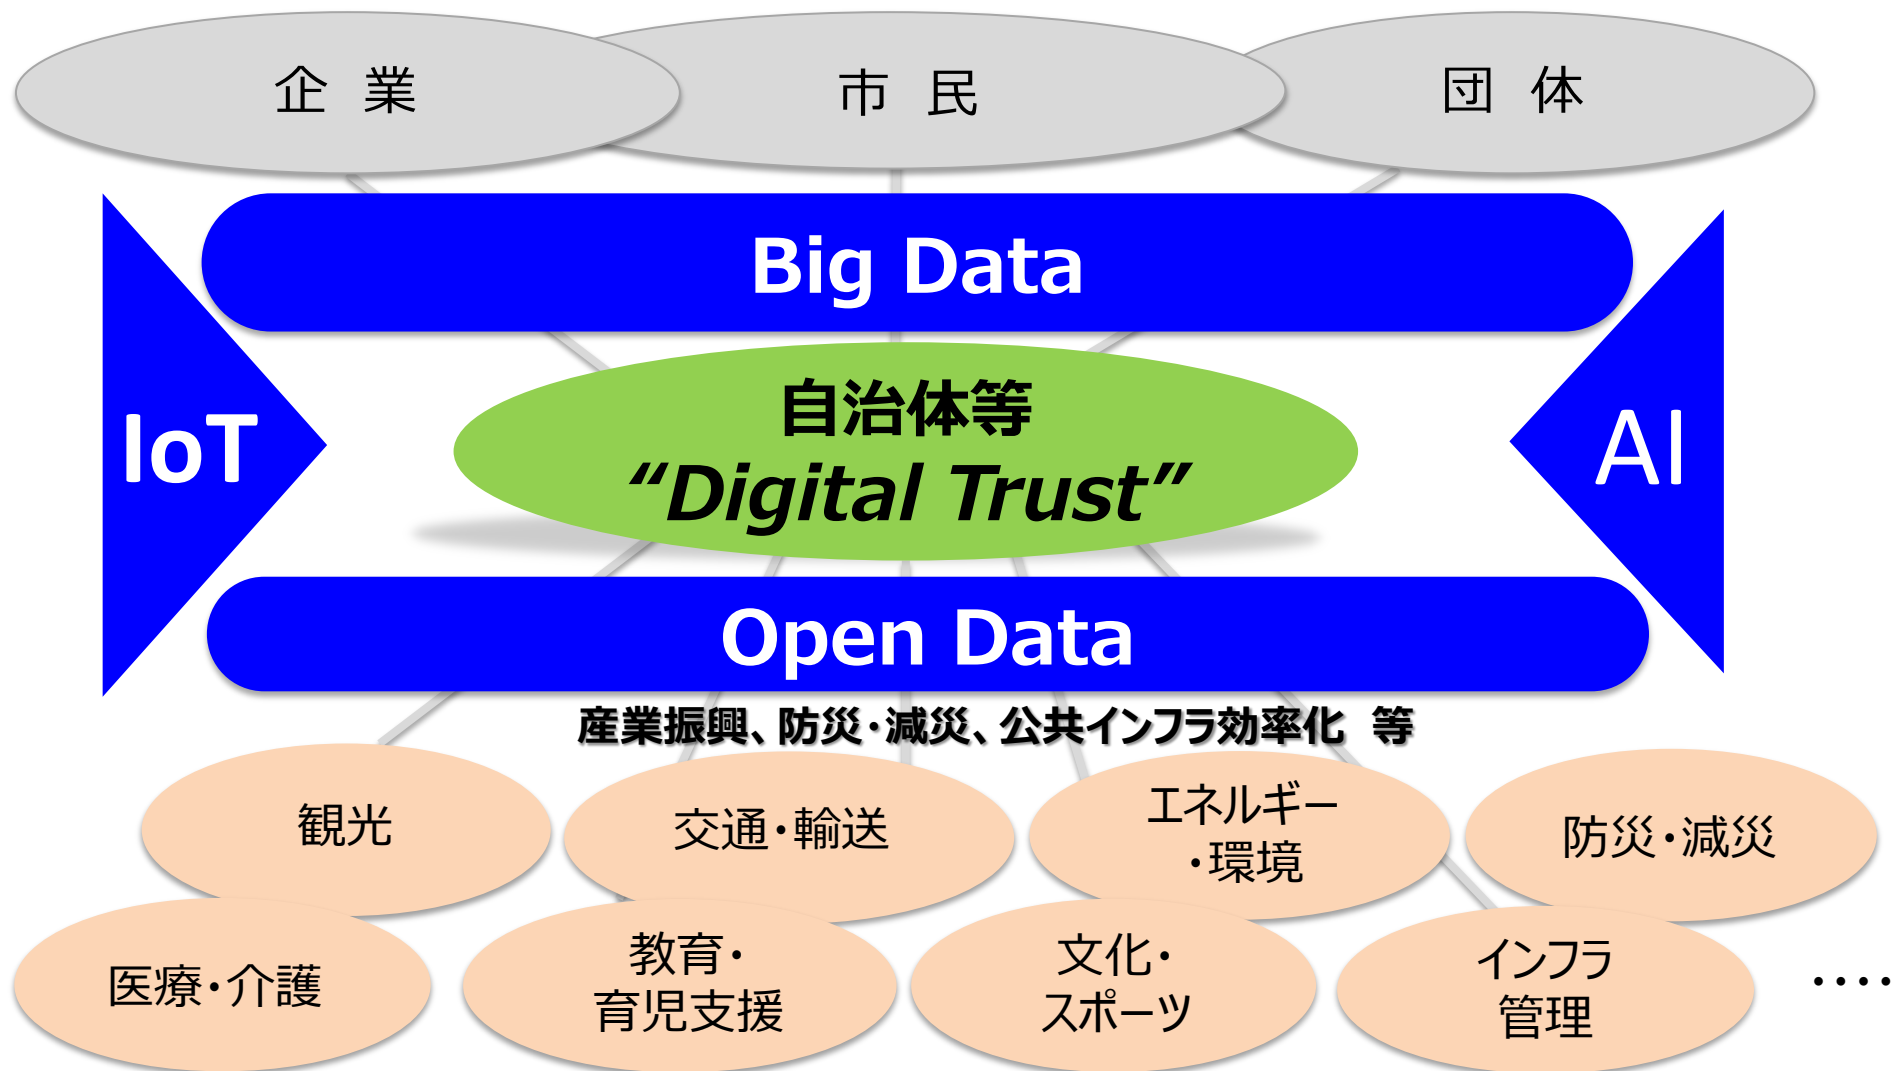 企　業
市　民
団　体
Big Data
IoT
自治体等
“Digital Trust”
AI
Open Data
産業振興、防災・減災、公共インフラ効率化　等
観光
交通・輸送
エネルギー
・環境
防災・減災
医療・介護
教育・
育児支援
文化・
スポーツ
インフラ
管理
‥‥